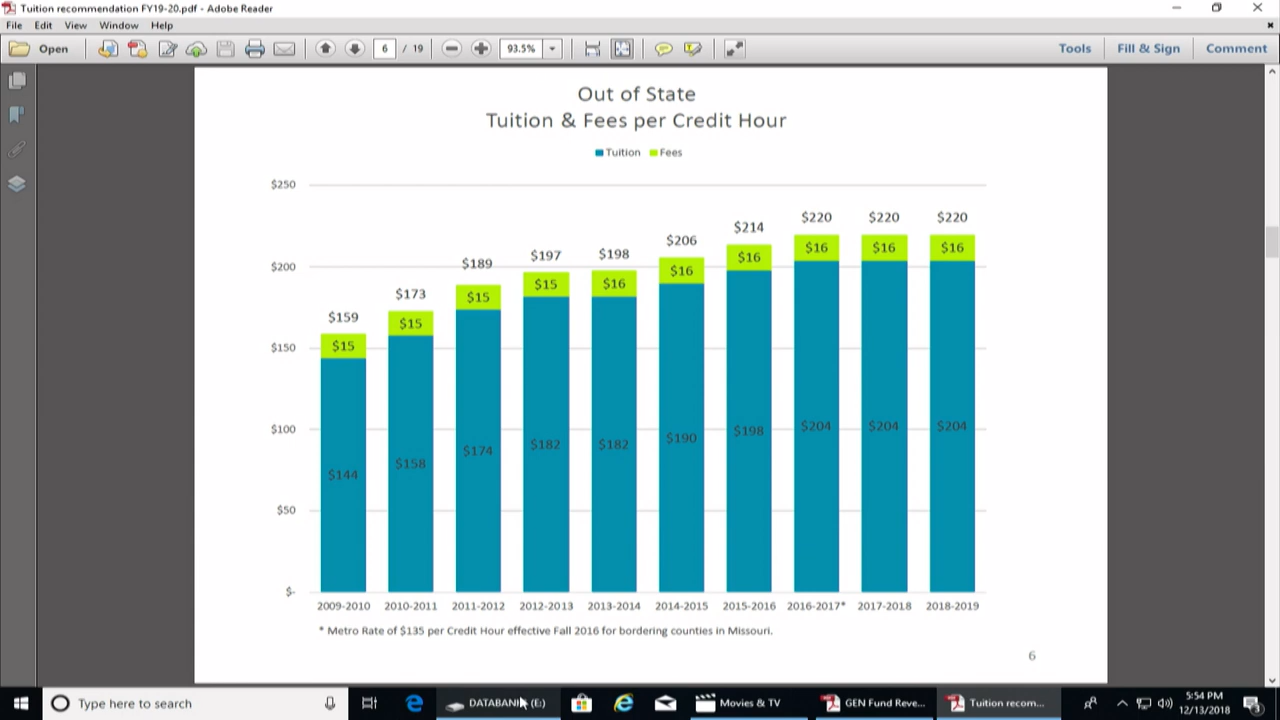 Tuition recommendation FY19-20.pdf - Adobe Reader
File Edit View Window Help
Open 6 / 19 93.5% Tools Fill & Sign Comment
Out of State
Tuition & Fees per Credit Hour
Tuition Fees
$250
$200
$150
$100
$50
$-
$159 $173 $189 $197 $198 $206 $214 $220 $220 $220
$15 $15 $15 $15 $16 $16 $16 $16 $16 $16
$144 $158 $174 $182 $182 $190 $198 $204 $204 $204
2009-2010 2010-2011 2011-2012 2012-2013 2013-2014 2014-2015 2015-2016 2016-2017* 2017-2018 2018-2019
* Metro Rate of $135 per Credit Hour effective Fall 2016 for bordering counties in Missouri.
6
Type here to search
DATABANK (E:)
Movies & TV
GEN Fund Reve...
Tuition recom...
5:54 PM
12/13/2018